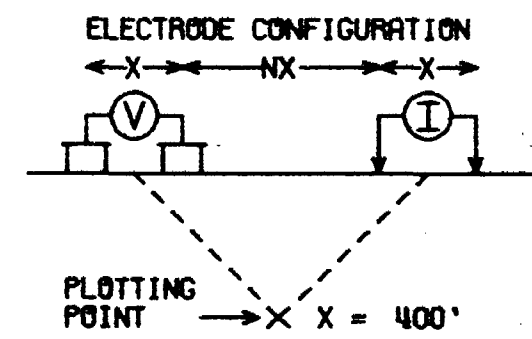 ELECTRODE CONFIGURATION
X NX X
V I
PLOTTING
POINT X = 400'